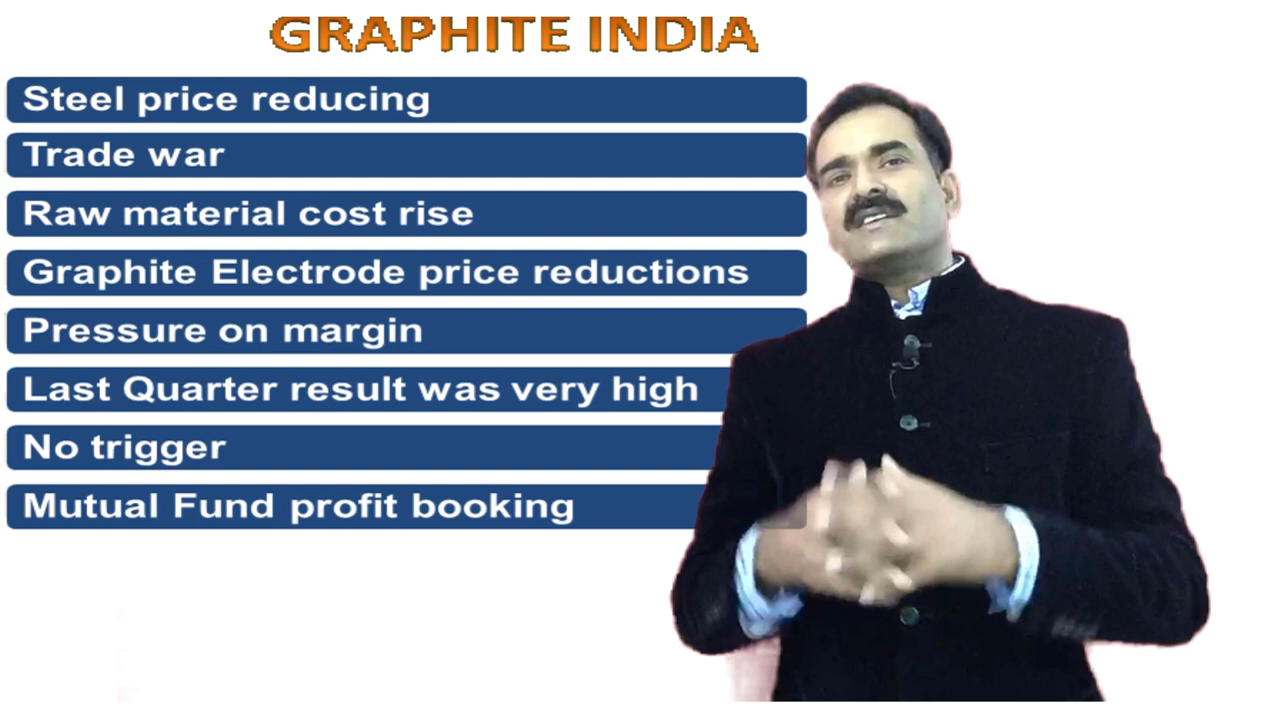 GRAPHITE INDIA
Steel price reducing
Trade war
Raw material cost rise
Graphite Electrode price reductions
Pressure on margin
Last Quarter result was very high
No trigger
Mutual Fund profit booking